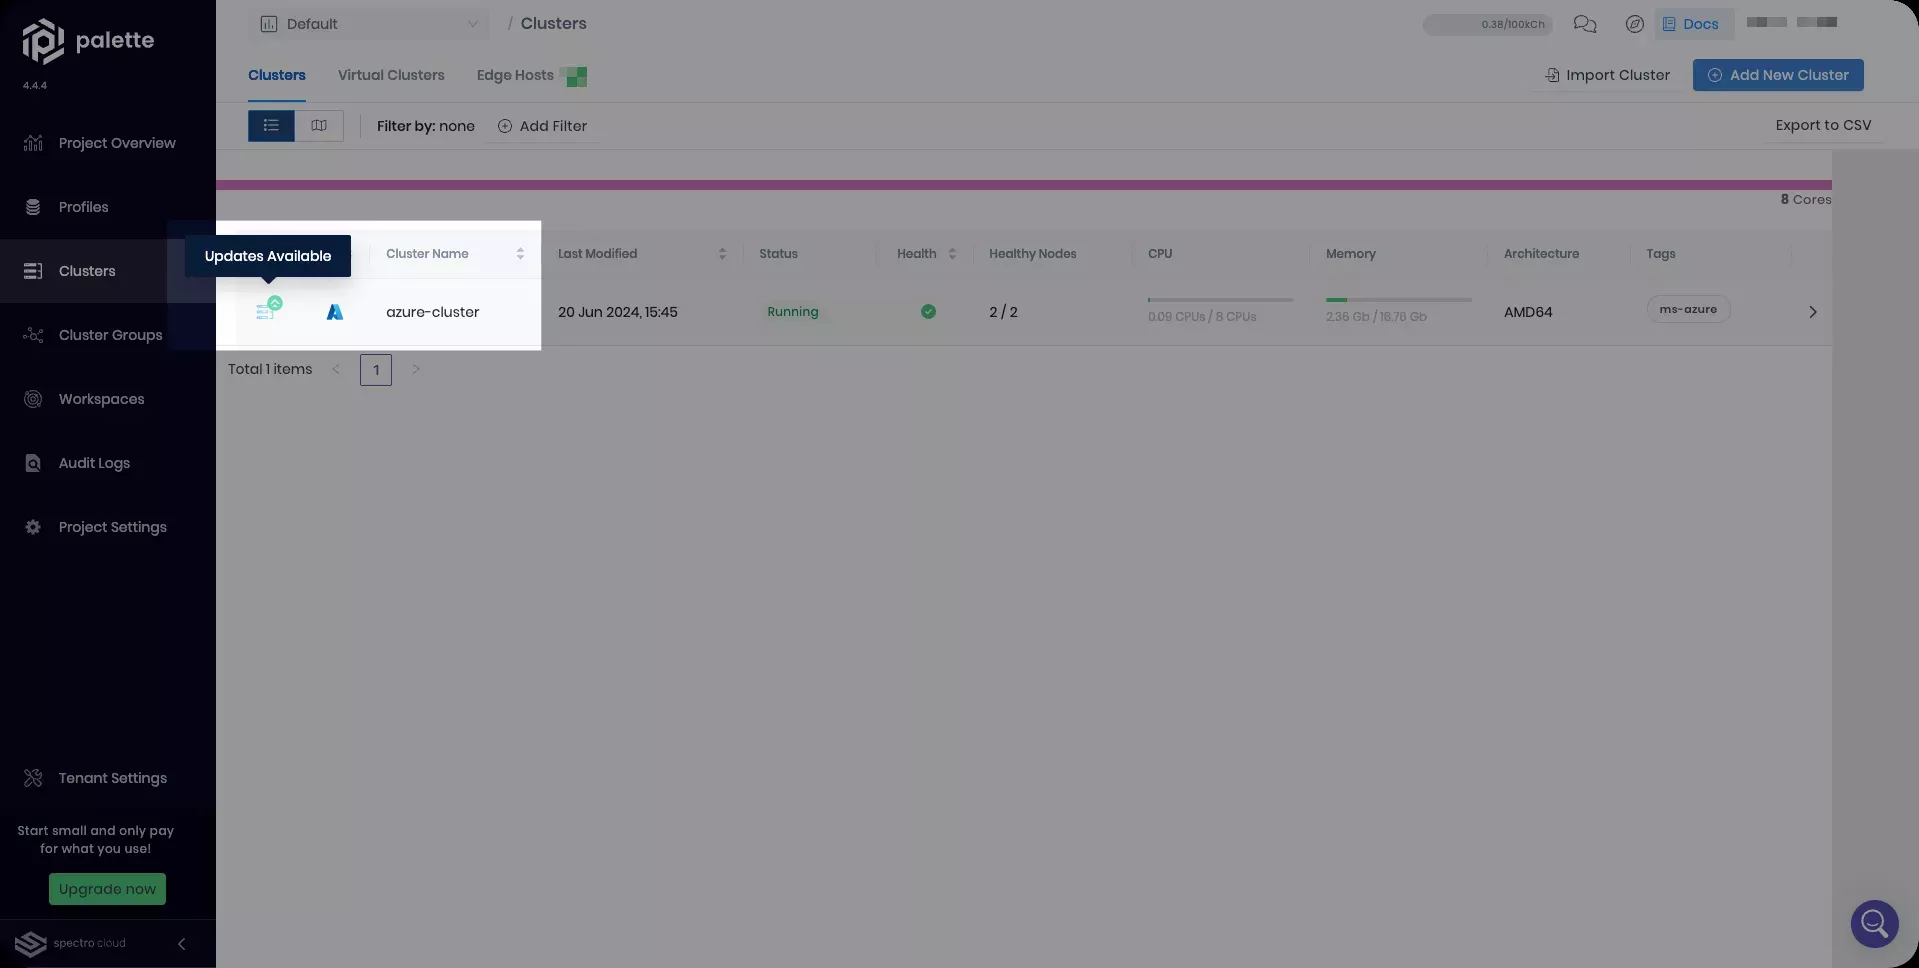 palette
4.4.4
Project Overview
Profiles
Clusters
Cluster Groups
Workspaces
Audit Logs
Project Settings
Tenant Settings
Start small and only pay
for what you use!
Upgrade now
spectro cloud
Default / Clusters
0.38/100kCh
Docs
Clusters Virtual Clusters Edge Hosts
Import Cluster
Add New Cluster
Filter by: none Add Filter
Export to CSV
8 Cores
Updates Available
Cluster Name Last Modified Status Health Healthy Nodes CPU Memory Architecture Tags
azure-cluster 20 Jun 2024, 15:45 Running 2 / 2 0.09 CPUs / 8 CPUs 2.36 Gb / 16.76 Gb AMD64 ms-azure
Total 1 items < 1 >